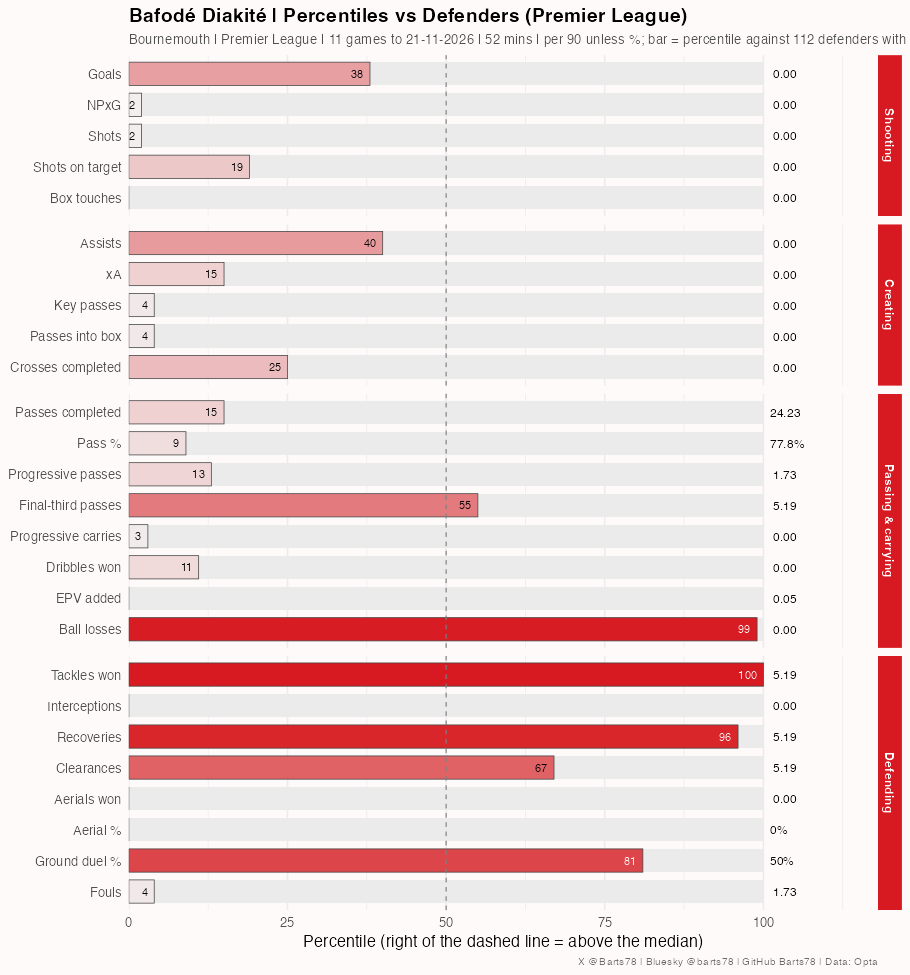 Bafodé Diakité | Percentiles vs Defenders (Premier League)
Bournemouth | Premier League | 11 games to 21-11-2026 | 52 mins | per 90 unless %; bar = percentile against 112 defenders with
Goals 38 0.00
NPxG 2 0.00
Shots 2 0.00
Shots on target 19 0.00
Box touches 0.00
Shooting
Assists 40 0.00
xA 15 0.00
Key passes 4 0.00
Passes into box 4 0.00
Crosses completed 25 0.00
Creating
Passes completed 15 24.23
Pass % 9 77.8%
Progressive passes 13 1.73
Final-third passes 55 5.19
Progressive carries 3 0.00
Dribbles won 11 0.00
EPV added 0.05
Ball losses 99 0.00
Passing & carrying
Tackles won 100 5.19
Interceptions 0.00
Recoveries 96 5.19
Clearances 67 5.19
Aerials won 0.00
Aerial % 0%
Ground duel % 81 50%
Fouls 4 1.73
Defending
0 25 50 75 100
Percentile (right of the dashed line = above the median)
X @Barts78 | Bluesky @barts78 | GitHub Barts78 | Data: Opta